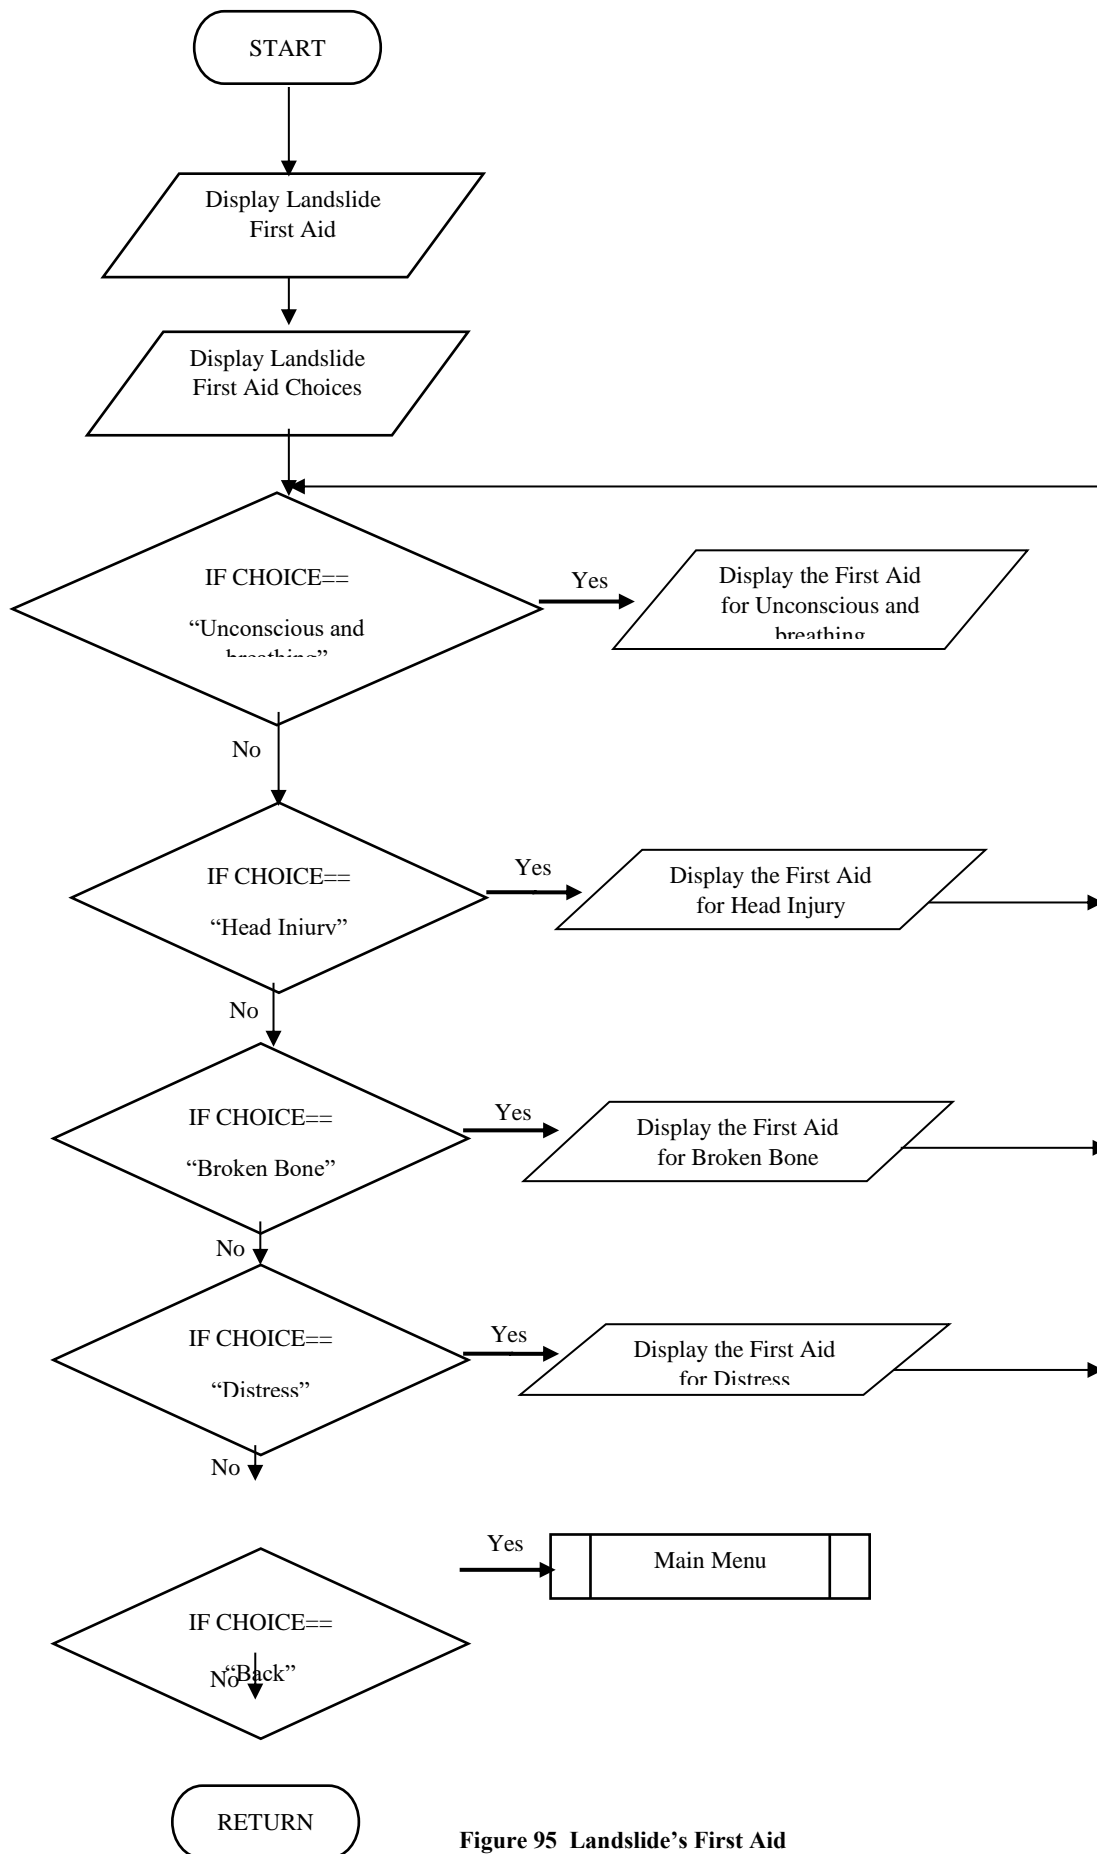 START
Display Landslide
First Aid
Display Landslide
First Aid Choices
IF CHOICE==
“Unconscious and
breathing”
Yes
Display the First Aid
for Unconscious and
breathing
No
IF CHOICE==
“Head Injury”
Yes
Display the First Aid
for Head Injury
No
IF CHOICE==
“Broken Bone”
Yes
Display the First Aid
for Broken Bone
No
IF CHOICE==
“Distress”
Yes
Display the First Aid
for Distress
No
IF CHOICE==
“Back”
Yes
Main Menu
No
RETURN
Figure 95 Landslide’s First Aid